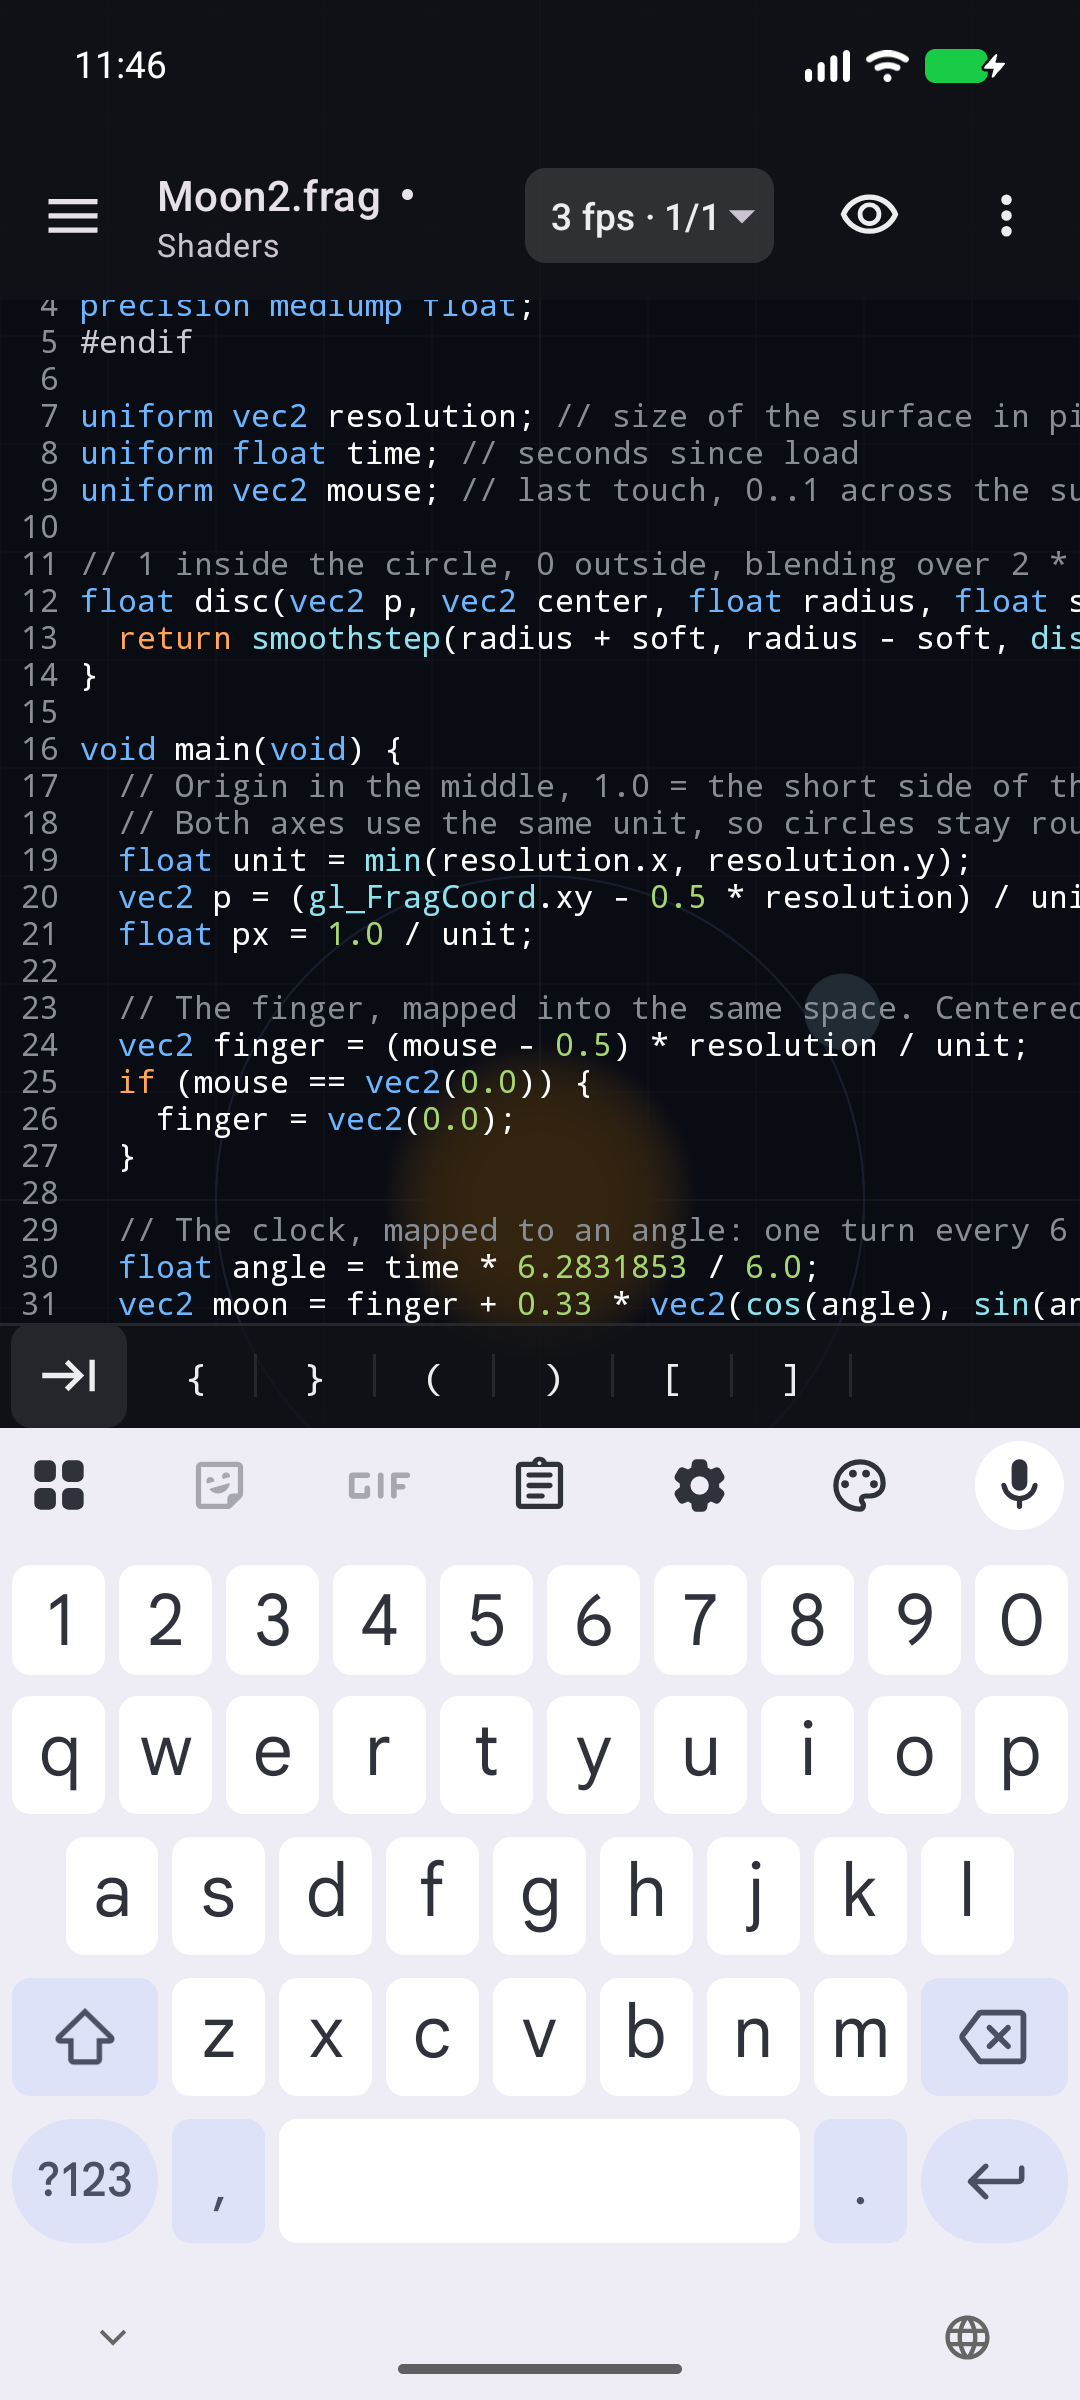 11:46
Moon2.frag •
Shaders
3 fps · 1/1
4 precision mediump float;
5 #endif
6
7 uniform vec2 resolution; // size of the surface in pi
8 uniform float time; // seconds since load
9 uniform vec2 mouse; // last touch, 0..1 across the su
10
11 // 1 inside the circle, 0 outside, blending over 2 *
12 float disc(vec2 p, vec2 center, float radius, float s
13   return smoothstep(radius + soft, radius - soft, dis
14 }
15
16 void main(void) {
17   // Origin in the middle, 1.0 = the short side of th
18   // Both axes use the same unit, so circles stay rou
19   float unit = min(resolution.x, resolution.y);
20   vec2 p = (gl_FragCoord.xy - 0.5 * resolution) / uni
21   float px = 1.0 / unit;
22
23   // The finger, mapped into the same space. Centered
24   vec2 finger = (mouse - 0.5) * resolution / unit;
25   if (mouse == vec2(0.0)) {
26     finger = vec2(0.0);
27   }
28
29   // The clock, mapped to an angle: one turn every 6
30   float angle = time * 6.2831853 / 6.0;
31   vec2 moon = finger + 0.33 * vec2(cos(angle), sin(an
{ } ( ) [ ]
GIF
1 2 3 4 5 6 7 8 9 0
q w e r t y u i o p
a s d f g h j k l
z x c v b n m
?123 , .